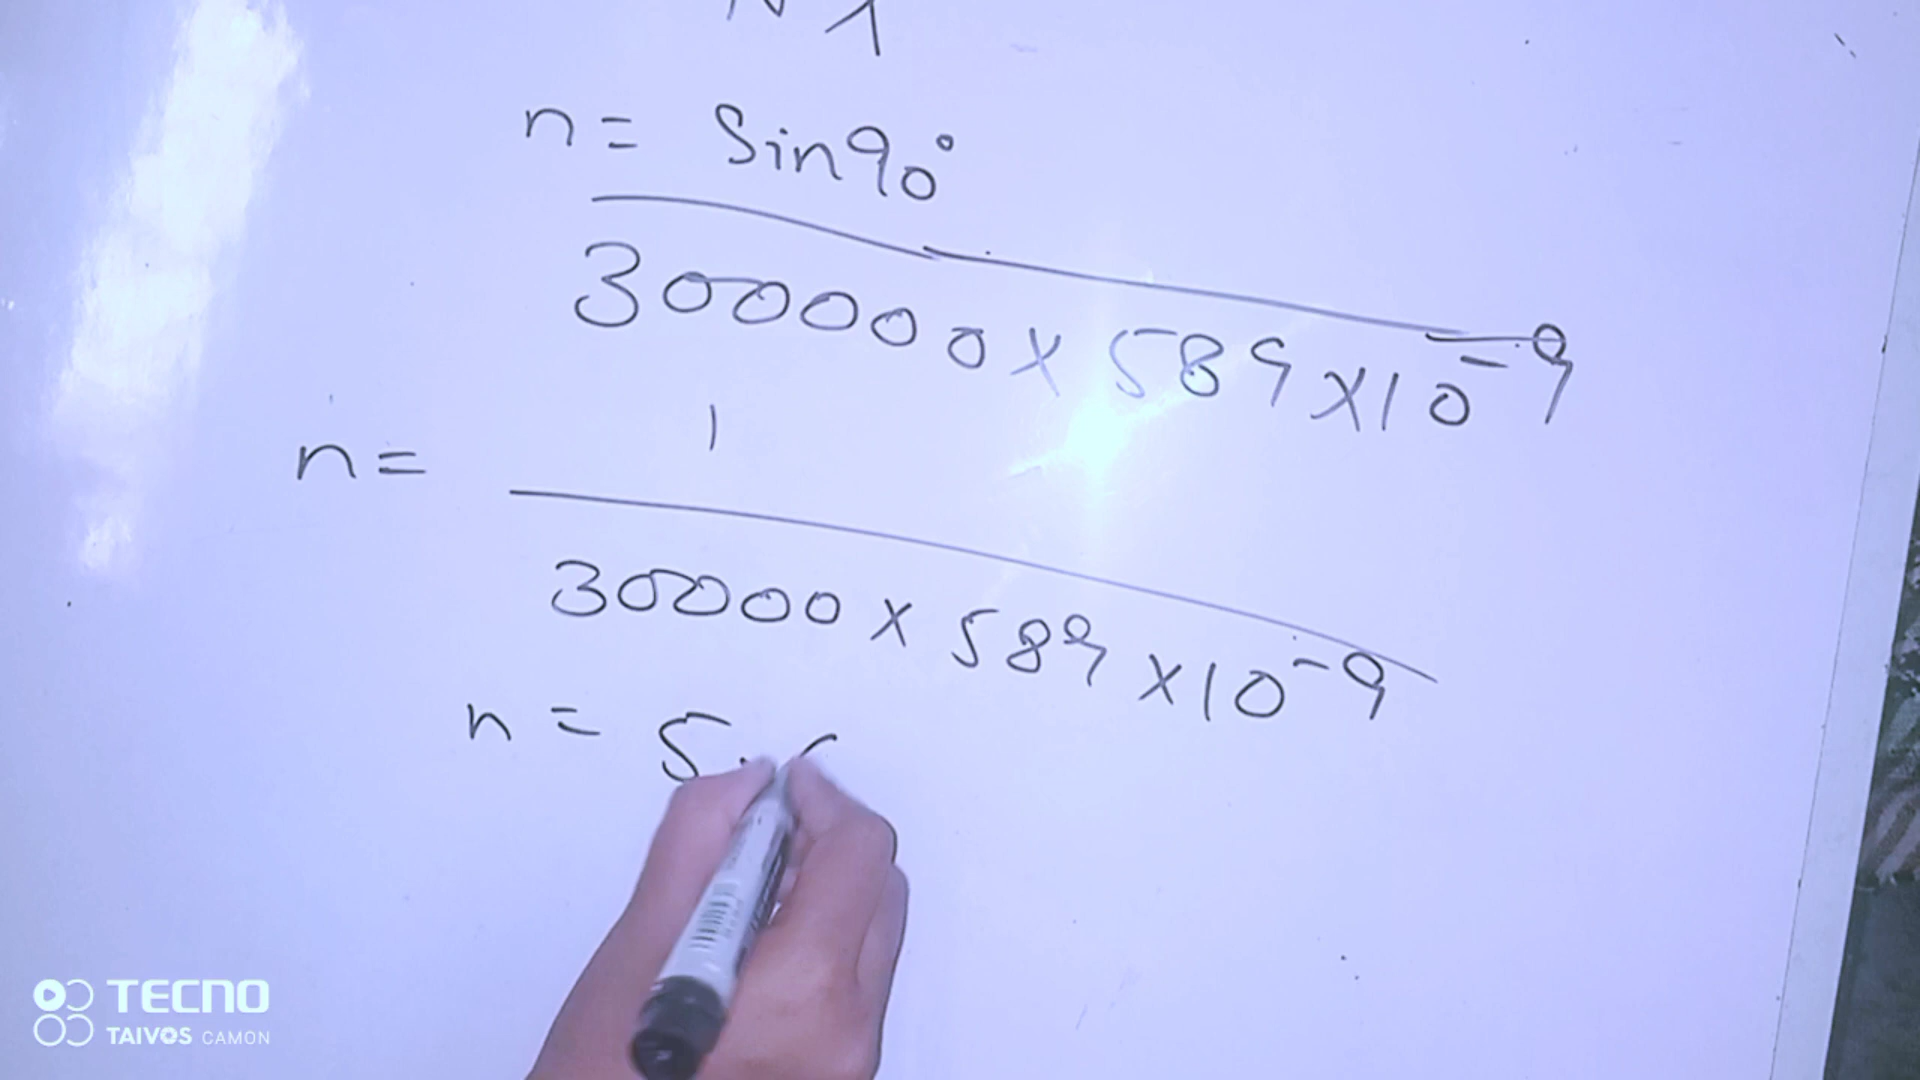 λ
n = Sin90°
300000 × 589 × 10⁻⁹
n = 1
30000 × 589 × 10⁻⁹
n = 5.
TECNO
TAIVOS CAMON